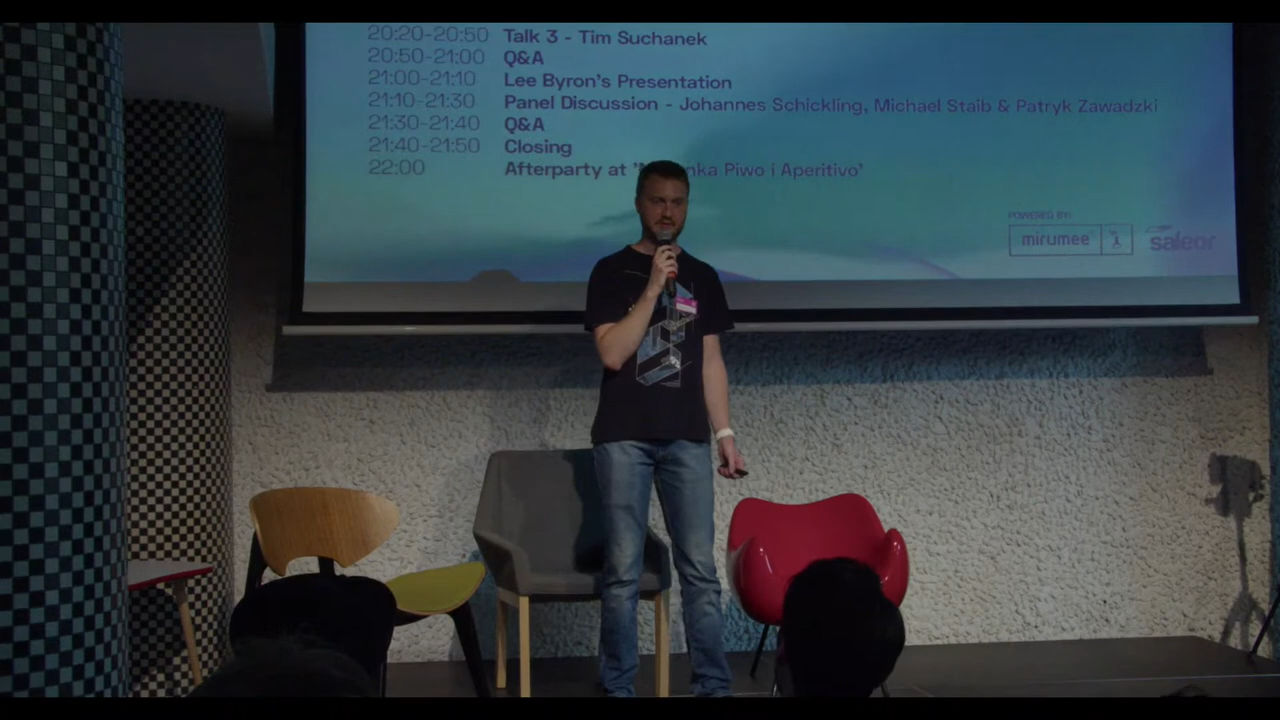 20:20-20:50 Talk 3 - Tim Suchanek
20:50-21:00 Q&A
21:00-21:10 Lee Byron's Presentation
21:10-21:30 Panel Discussion - Johannes Schickling, Michael Staib & Patryk Zawadzki
21:30-21:40 Q&A
21:40-21:50 Closing
22:00 Afterparty at Piwo i Aperitivo'
POWERED BY:
mirumee saleor